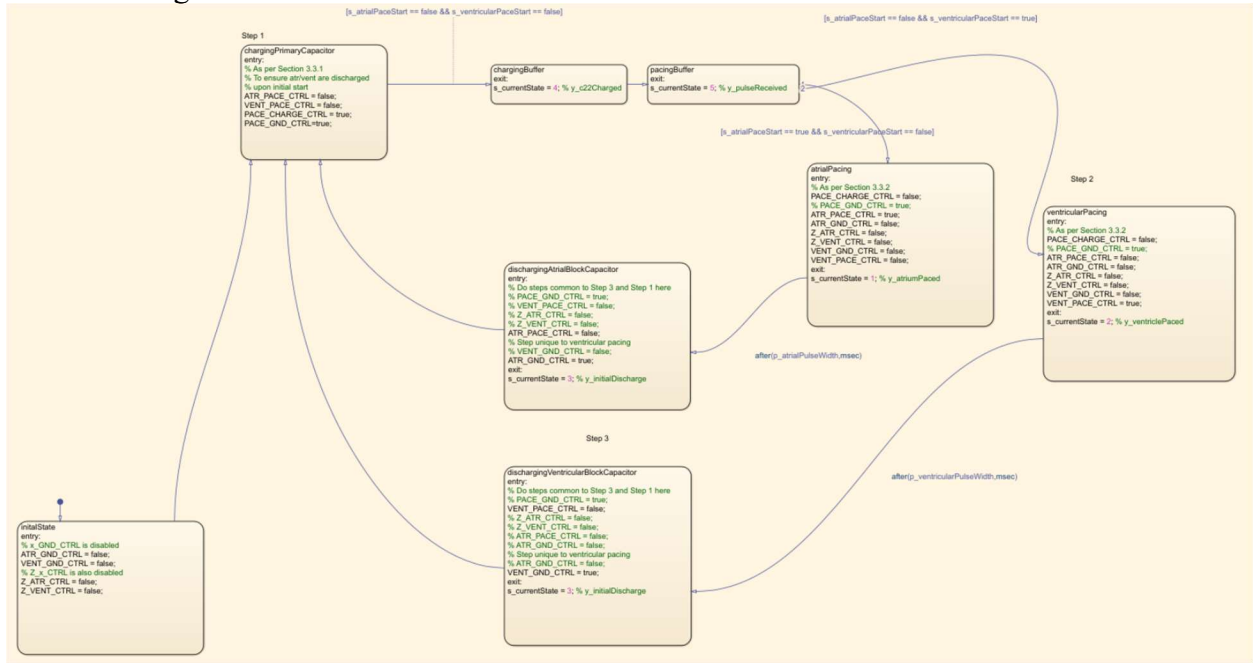 [s_atrialPaceStart == false && s_ventricularPaceStart == false]
[s_atrialPaceStart == false && s_ventricularPaceStart == true]
Step 1
chargingPrimaryCapacitor
entry:
% As per Section 3.3.1
% To ensure atr/vent are discharged
% upon initial start
ATR_PACE_CTRL = false;
VENT_PACE_CTRL = false;
PACE_CHARGE_CTRL = true;
PACE_GND_CTRL=true;
chargingBuffer
exit:
s_currentState = 4; % y_c22Charged
pacingBuffer
exit:
s_currentState = 5; % y_pulseReceived
1
2
[s_atrialPaceStart == true && s_ventricularPaceStart == false]
atrialPacing
entry:
% As per Section 3.3.2
PACE_CHARGE_CTRL = false;
% PACE_GND_CTRL = true;
ATR_PACE_CTRL = true;
ATR_GND_CTRL = false;
Z_ATR_CTRL = false;
Z_VENT_CTRL = false;
VENT_GND_CTRL = false;
VENT_PACE_CTRL = false;
exit:
s_currentState = 1; % y_atriumPaced
Step 2
ventricularPacing
entry:
% As per Section 3.3.2
PACE_CHARGE_CTRL = false;
% PACE_GND_CTRL = true;
ATR_PACE_CTRL = false;
ATR_GND_CTRL = false;
Z_ATR_CTRL = false;
Z_VENT_CTRL = false;
VENT_GND_CTRL = false;
VENT_PACE_CTRL = true;
exit:
s_currentState = 2; % y_ventriclePaced
dischargingAtrialBlockCapacitor
entry:
% Do steps common to Step 3 and Step 1 here
% PACE_GND_CTRL = true;
% VENT_PACE_CTRL = false;
% Z_ATR_CTRL = false;
% Z_VENT_CTRL = false;
ATR_PACE_CTRL = false;
% Step unique to ventricular pacing
% VENT_GND_CTRL = false;
ATR_GND_CTRL = true;
exit:
s_currentState = 3; % y_initialDischarge
after(p_atrialPulseWidth,msec)
Step 3
dischargingVentricularBlockCapacitor
entry:
% Do steps common to Step 3 and Step 1 here
% PACE_GND_CTRL = true;
VENT_PACE_CTRL = false;
% Z_ATR_CTRL = false;
% Z_VENT_CTRL = false;
% ATR_PACE_CTRL = false;
% ATR_GND_CTRL = false;
% Step unique to ventricular pacing
% ATR_GND_CTRL = false;
VENT_GND_CTRL = true;
exit:
s_currentState = 3; % y_initialDischarge
after(p_ventricularPulseWidth,msec)
initalState
entry:
% x_GND_CTRL is disabled
ATR_GND_CTRL = false;
VENT_GND_CTRL = false;
% Z_x_CTRL is also disabled
Z_ATR_CTRL = false;
Z_VENT_CTRL = false;